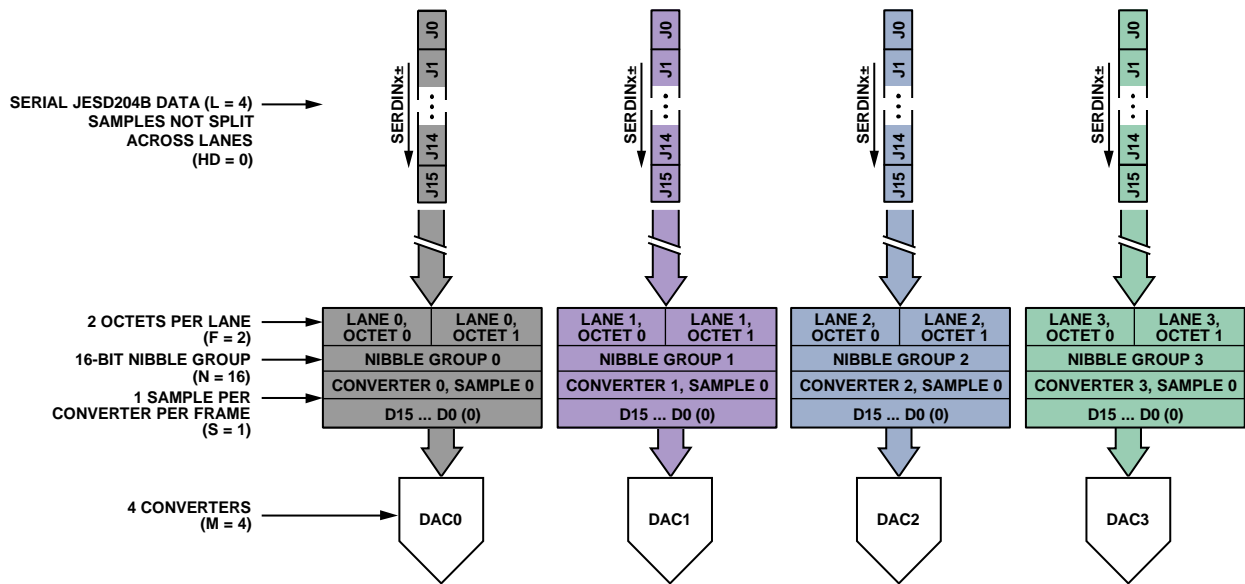 SERIAL JESD204B DATA (L = 4)
SAMPLES NOT SPLIT
ACROSS LANES
(HD = 0)
SERDINx±
J0
J1
J14
J15
SERDINx±
J0
J1
J14
J15
SERDINx±
J0
J1
J14
J15
SERDINx±
J0
J1
J14
J15
2 OCTETS PER LANE
(F = 2)
16-BIT NIBBLE GROUP
(N = 16)
1 SAMPLE PER
CONVERTER PER FRAME
(S = 1)
LANE 0,
OCTET 0
LANE 0,
OCTET 1
NIBBLE GROUP 0
CONVERTER 0, SAMPLE 0
D15 ... D0 (0)
LANE 1,
OCTET 0
LANE 1,
OCTET 1
NIBBLE GROUP 1
CONVERTER 1, SAMPLE 0
D15 ... D0 (0)
LANE 2,
OCTET 0
LANE 2,
OCTET 1
NIBBLE GROUP 2
CONVERTER 2, SAMPLE 0
D15 ... D0 (0)
LANE 3,
OCTET 0
LANE 3,
OCTET 1
NIBBLE GROUP 3
CONVERTER 3, SAMPLE 0
D15 ... D0 (0)
4 CONVERTERS
(M = 4)
DAC0
DAC1
DAC2
DAC3